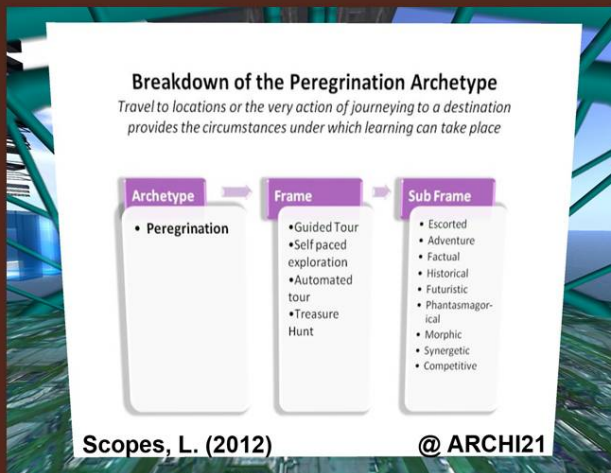 Breakdown of the Peregrination Archetype
Travel to locations or the very action of journeying to a destination
provides the circumstances under which learning can take place
Archetype
• Peregrination
Frame
•Guided Tour
•Self paced
exploration
•Automated
tour
•Treasure
Hunt
Sub Frame
• Escorted
• Adventure
• Factual
• Historical
• Futuristic
• Phantasmagor-
ical
• Morphic
• Synergetic
• Competitive
Scopes, L. (2012)
@ ARCHI21